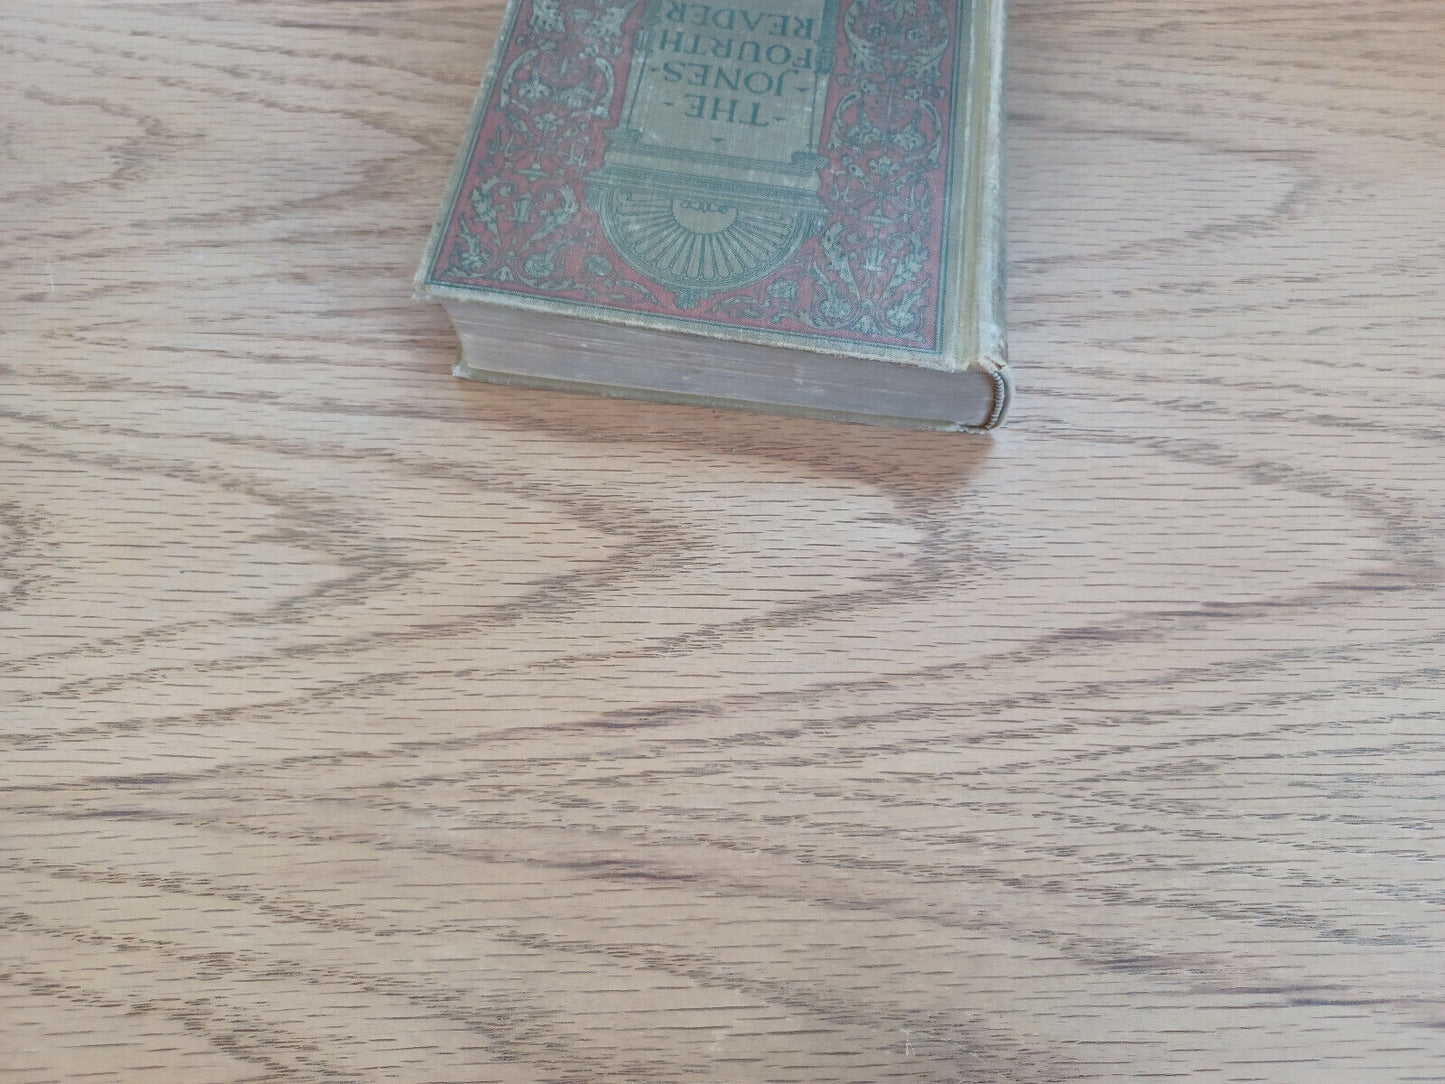 - THE -
- JONES -
FOURTH
READER